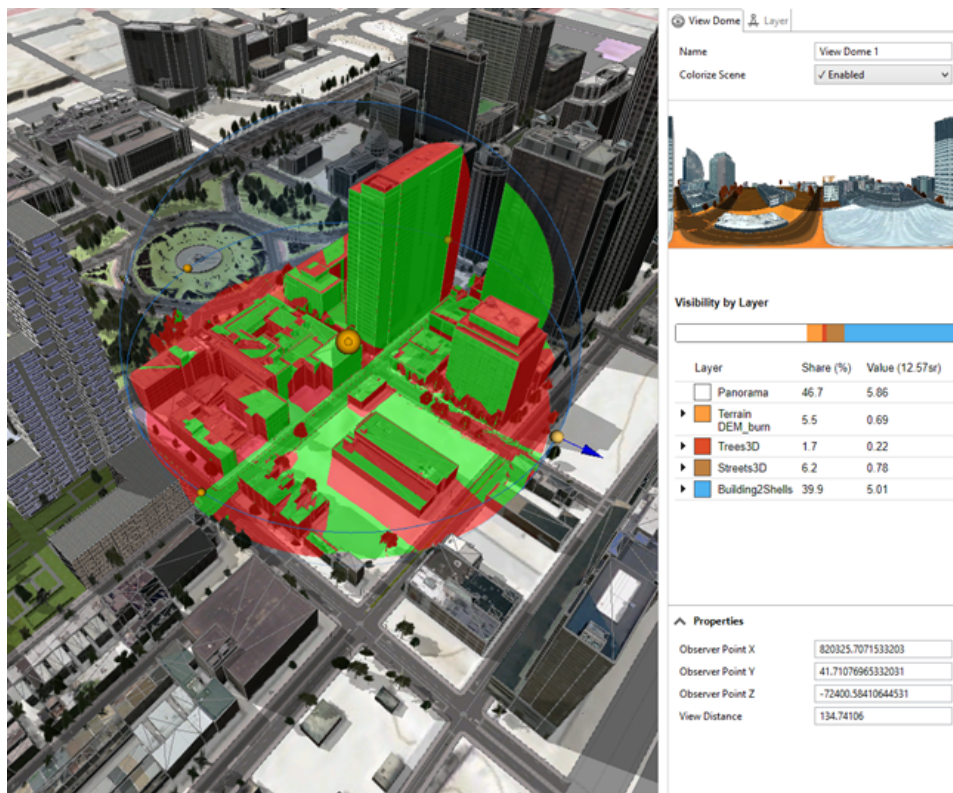 View Dome Layer
Name View Dome 1
Colorize Scene ✓ Enabled
Visibility by Layer
Layer Share (%) Value (12.57sr)
Panorama 46.7 5.86
Terrain
DEM_burn 5.5 0.69
Trees3D 1.7 0.22
Streets3D 6.2 0.78
Building2Shells 39.9 5.01
Properties
Observer Point X 820325.7071533203
Observer Point Y 41.71076965332031
Observer Point Z -72400.58410644531
View Distance 134.74106